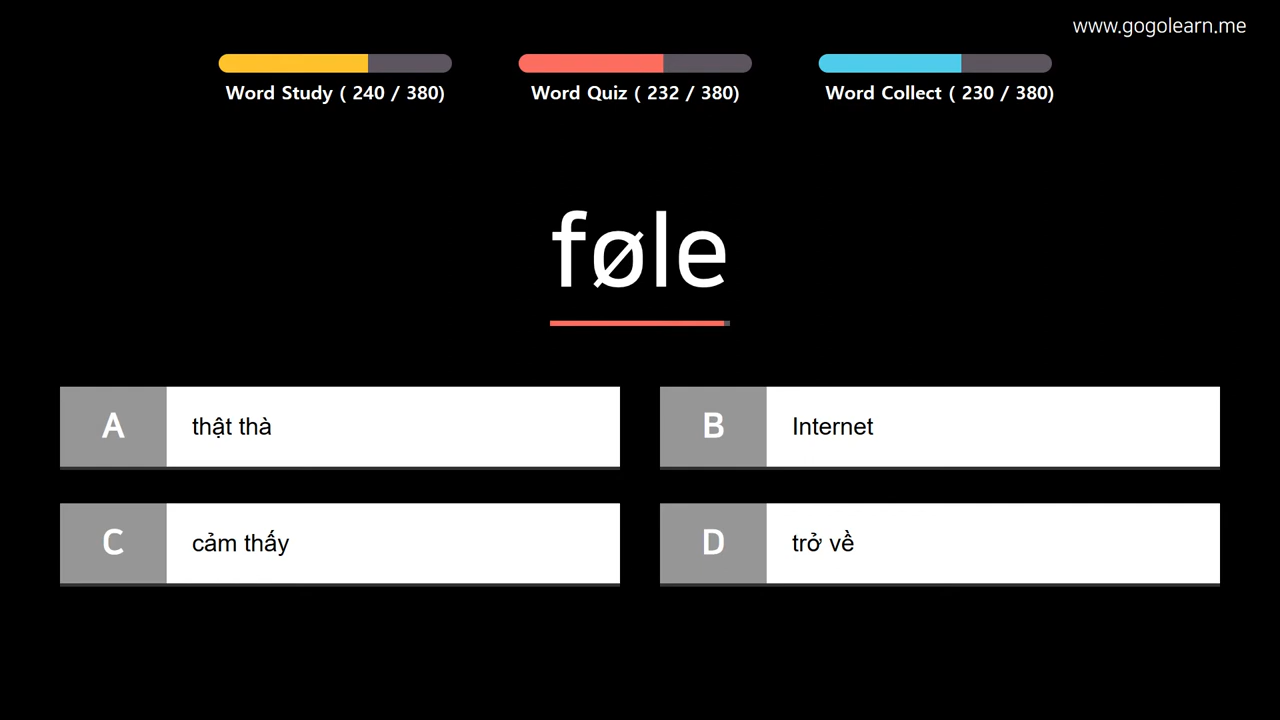 www.gogolearn.me
Word Study ( 240 / 380)
Word Quiz ( 232 / 380)
Word Collect ( 230 / 380)
føle
A
thật thà
B
Internet
C
cảm thấy
D
trở về